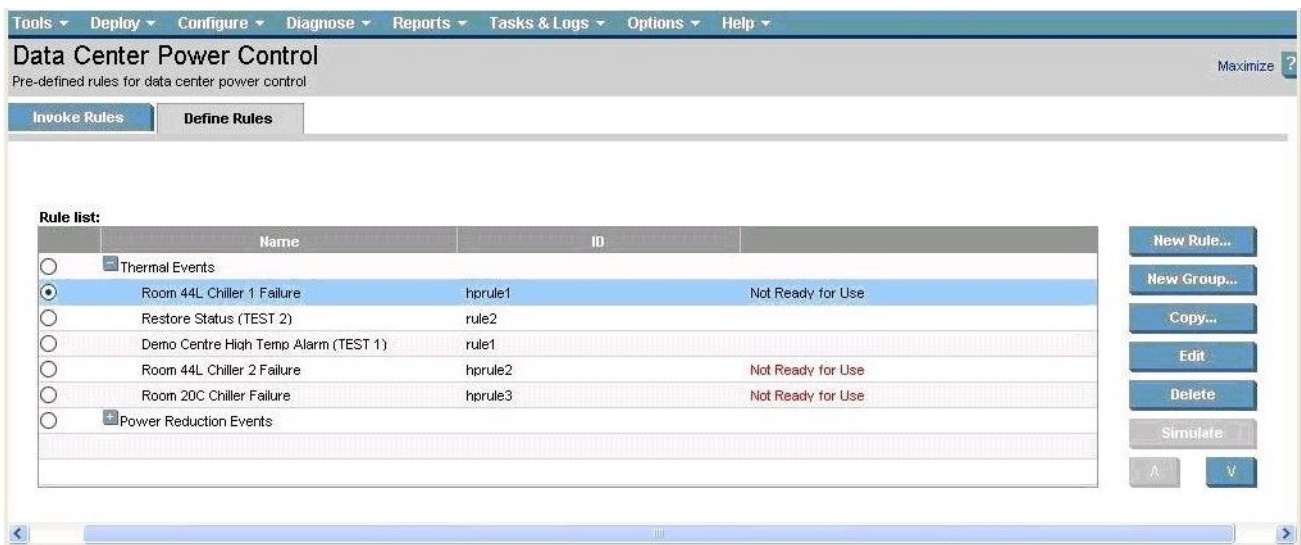 Tools Deploy Configure Diagnose Reports Tasks & Logs Options Help
Data Center Power Control
Pre-defined rules for data center power control
Maximize ?
Invoke Rules Define Rules
Rule list:
Name ID
Thermal Events
Room 44L Chiller 1 Failure hprule1 Not Ready for Use
Restore Status (TEST 2) rule2
Demo Centre High Temp Alarm (TEST 1) rule1
Room 44L Chiller 2 Failure hprule2 Not Ready for Use
Room 20C Chiller Failure hprule3 Not Ready for Use
Power Reduction Events
New Rule...
New Group...
Copy...
Edit
Delete
Simulate
Λ V